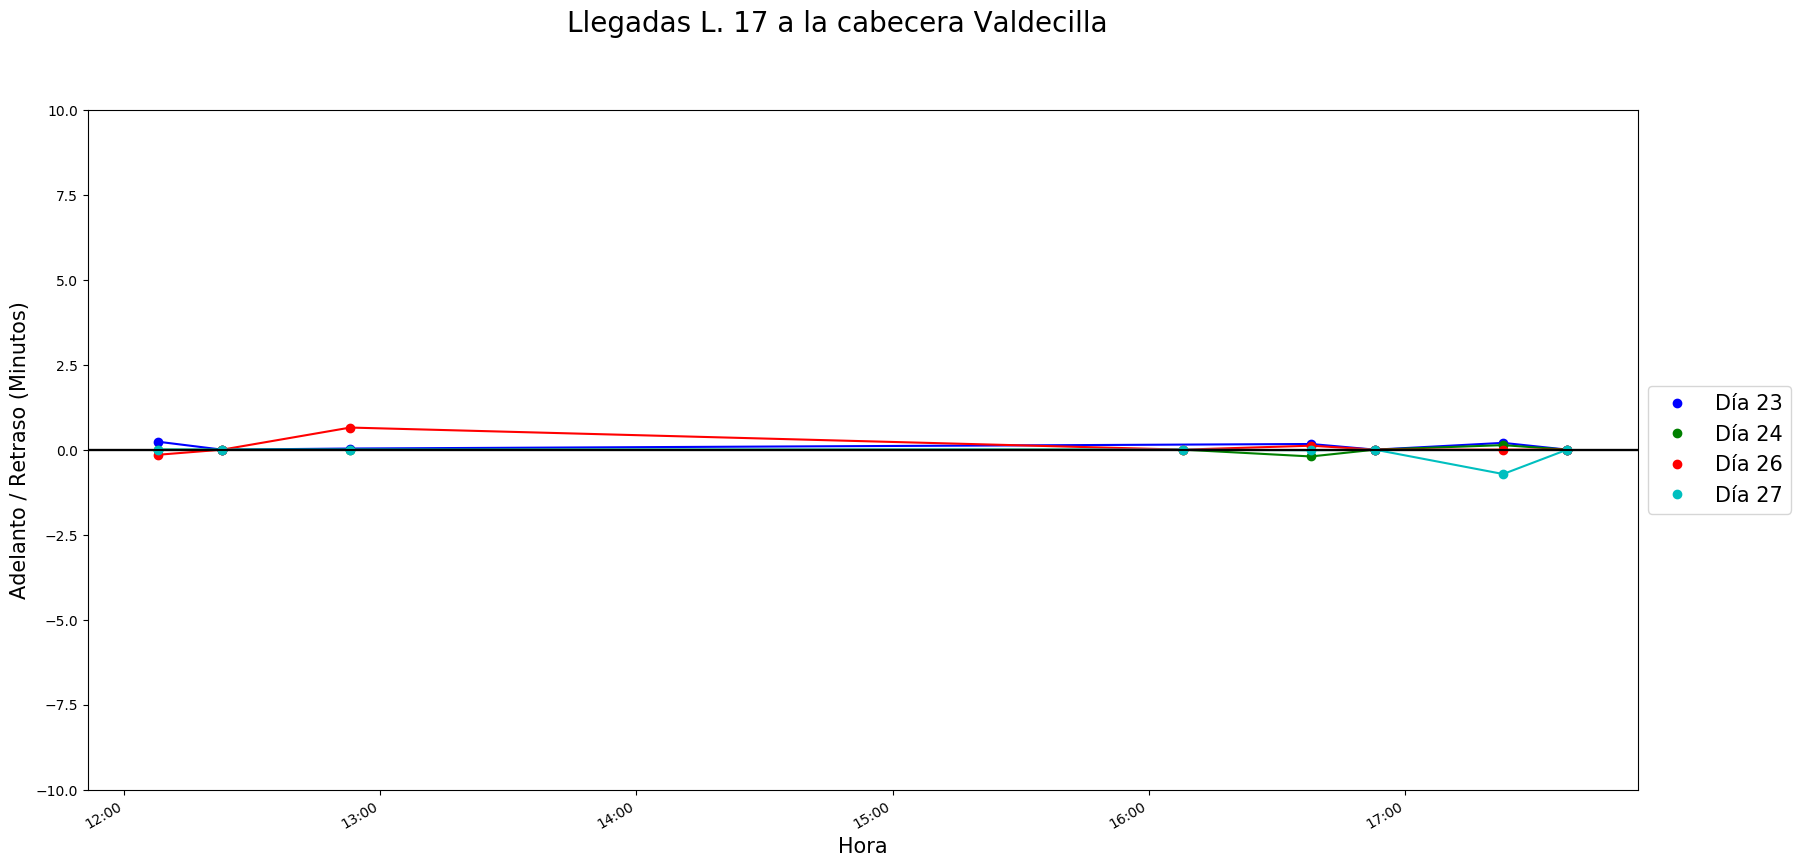 Llegadas L. 17 a la cabecera Valdecilla
Adelanto / Retraso (Minutos)
10.0
7.5
5.0
2.5
0.0
−2.5
−5.0
−7.5
−10.0
12:00
13:00
14:00
15:00
16:00
17:00
Hora
Día 23
Día 24
Día 26
Día 27